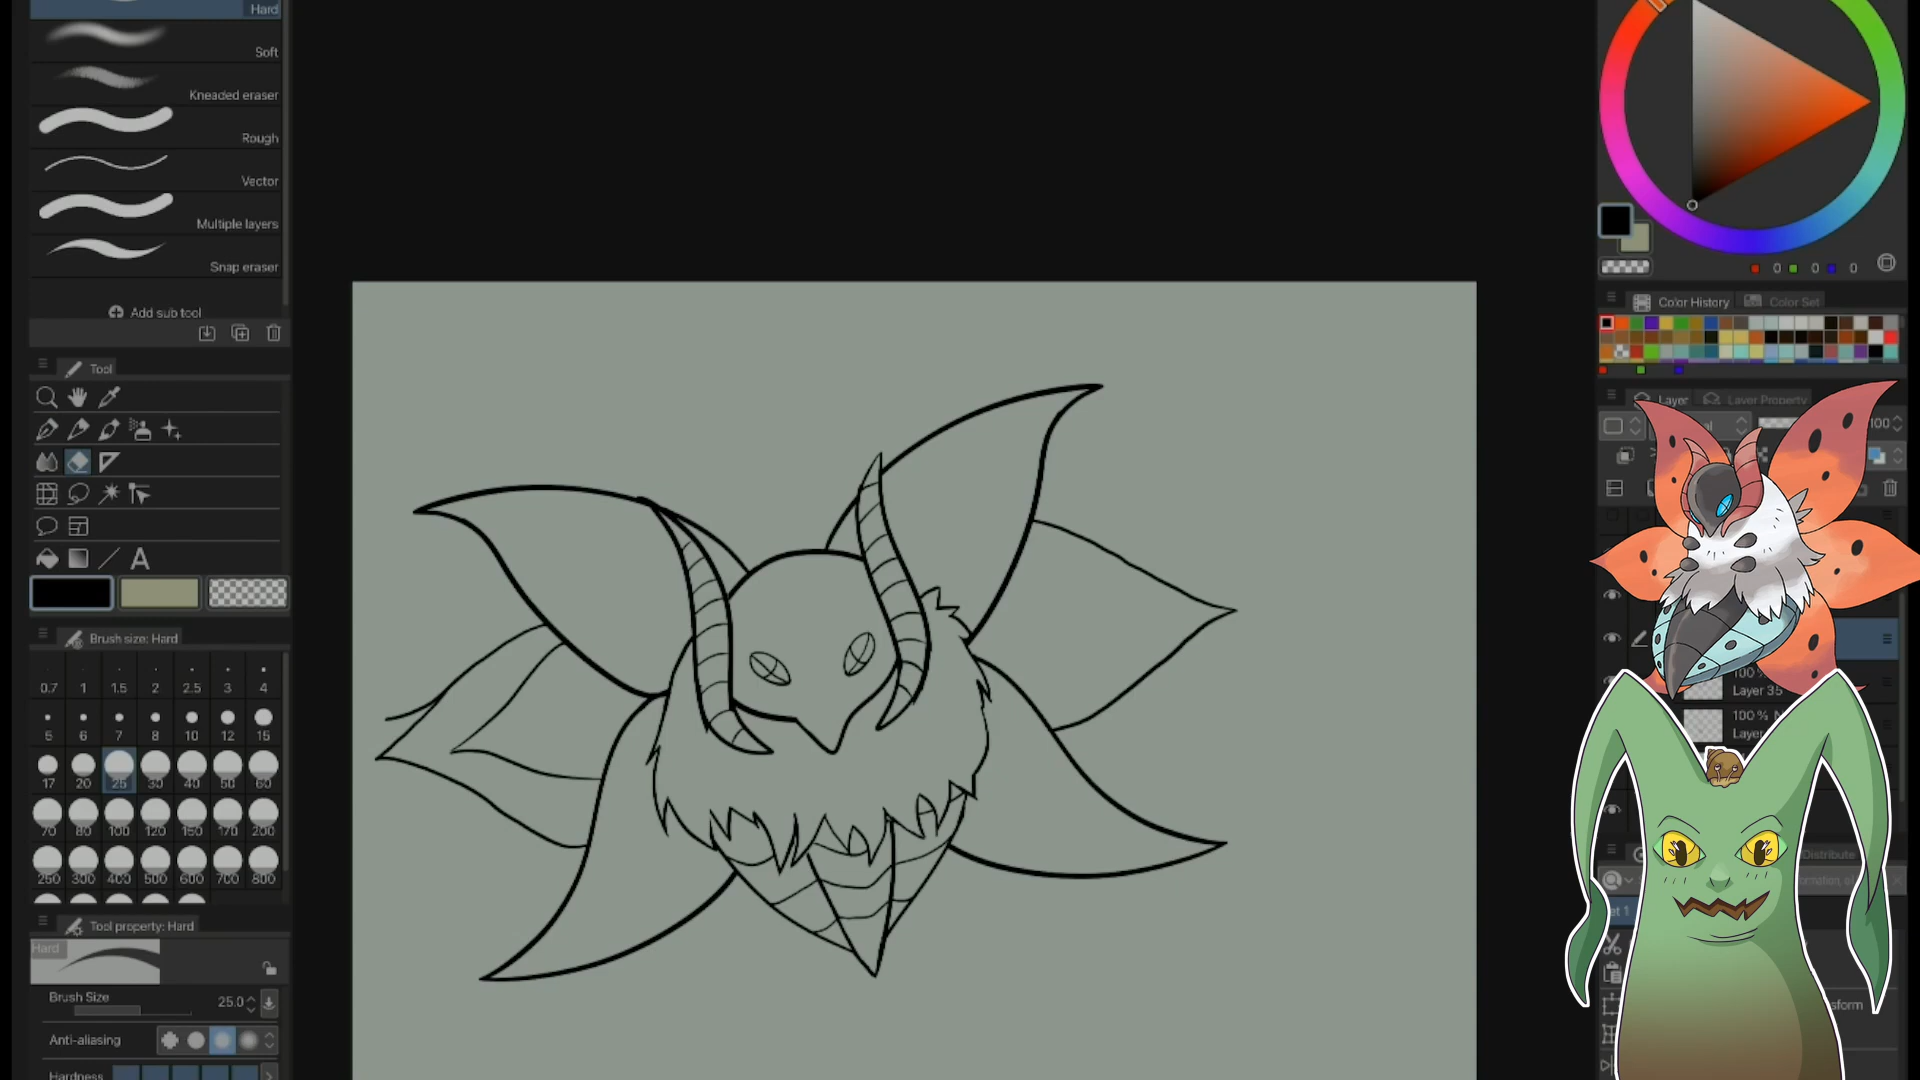 Hard
Soft
Kneaded eraser
Rough
Vector
Multiple layers
Snap eraser
Add sub tool
Tool
A
Brush size: Hard
0.7 1 1.5 2 2.5 3 4
5 6 7 8 10 12 15
17 20 25 30 40 50 60
70 80 100 120 150 170 200
250 300 400 500 600 700 800
Tool property: Hard
Hard
Brush Size 25.0
Anti-aliasing
Hardness
0 0 0
Color History Color Set
Layer Layer Property
100
100 %
Layer 35
100 % N
Layer
Distribute